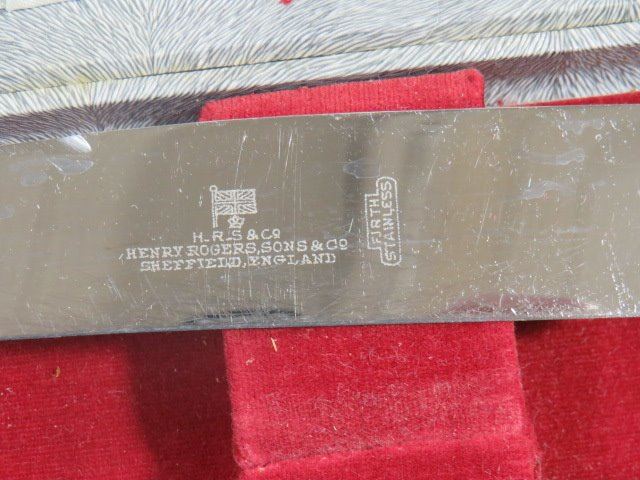 H.R.S & Co
HENRY ROGERS, SONS & Co
SHEFFIELD, ENGLAND
FIRTH
STAINLESS